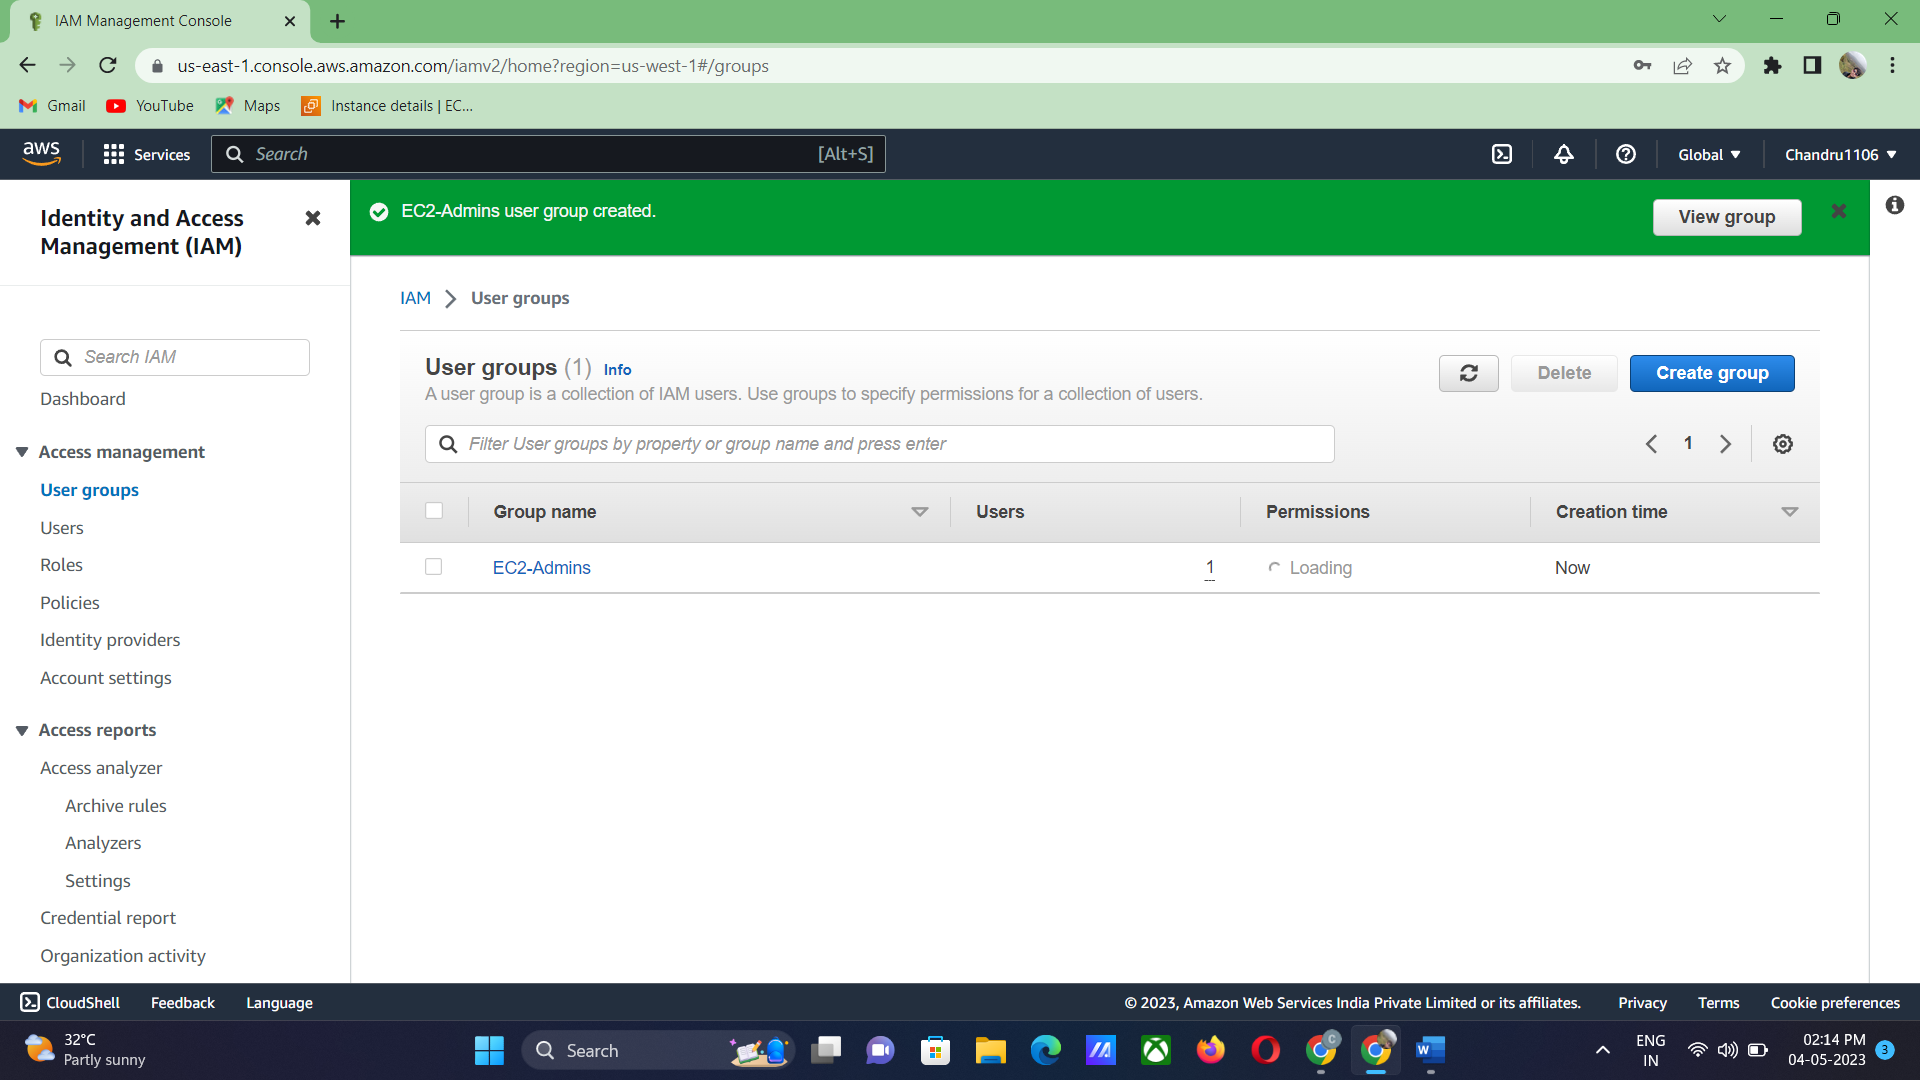 IAM Management Console
us-east-1.console.aws.amazon.com/iamv2/home?region=us-west-1#/groups
Gmail YouTube Maps Instance details | EC...
aws Services Search [Alt+S] Global Chandru1106
Identity and Access
Management (IAM)
Search IAM
Dashboard
Access management
User groups
Users
Roles
Policies
Identity providers
Account settings
Access reports
Access analyzer
Archive rules
Analyzers
Settings
Credential report
Organization activity
EC2-Admins user group created.
View group
IAM User groups
User groups (1) Info
A user group is a collection of IAM users. Use groups to specify permissions for a collection of users.
Delete Create group
Filter User groups by property or group name and press enter
1
Group name Users Permissions Creation time
EC2-Admins 1 Loading Now
CloudShell Feedback Language © 2023, Amazon Web Services India Private Limited or its affiliates. Privacy Terms Cookie preferences
32°C
Partly sunny
Search
C
W
ENG
IN
02:14 PM
04-05-2023
3